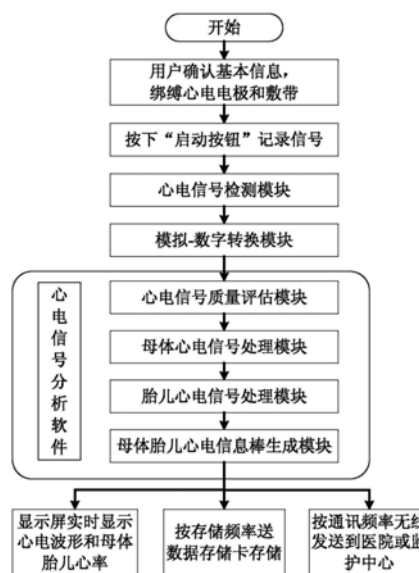 开始
用户确认基本信息，
绑缚心电电极和敷带
按下“启动按钮”记录信号
心电信号检测模块
模拟-数字转换模块
心电信号分析软件
心电信号质量评估模块
母体心电信号处理模块
胎儿心电信号处理模块
母体胎儿心电信息棒生成模块
显示屏实时显示
心电波形和母体
胎儿心率
按存储频率送
数据存储卡存储
按通讯频率无线
发送到医院或监
护中心